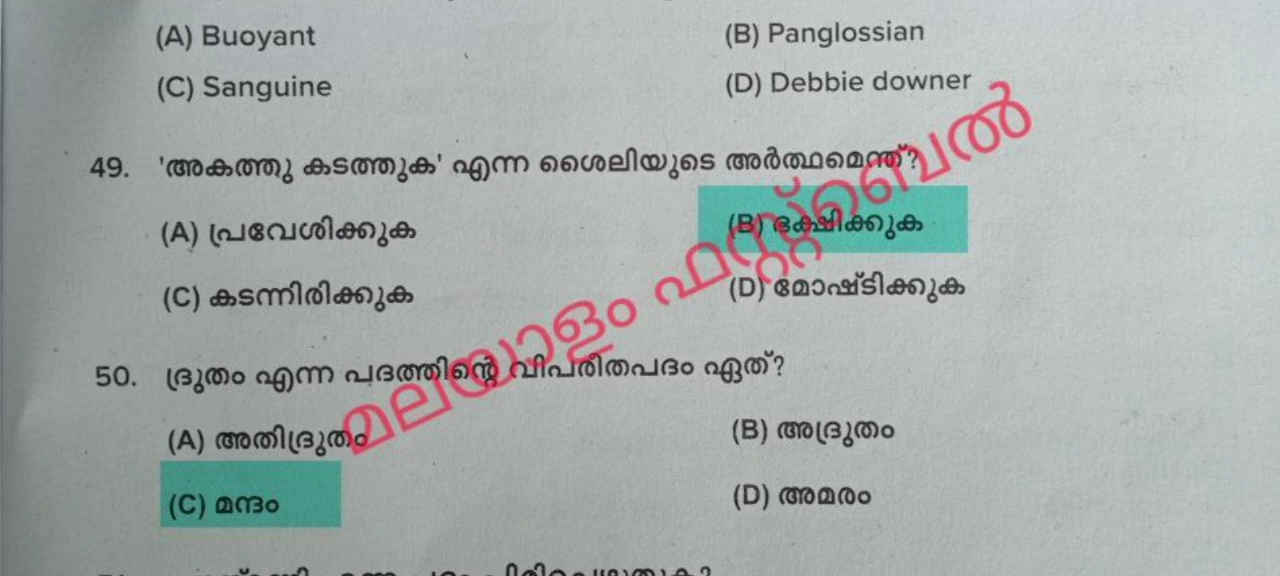 (A) Buoyant (B) Panglossian
(C) Sanguine (D) Debbie downer
49. 'അകത്തു കടത്തുക' എന്ന ശൈലിയുടെ അർത്ഥമെന്ത്?
(A) പ്രവേശിക്കുക (B) ഭക്ഷിക്കുക
(C) കടന്നിരിക്കുക (D) മോഷ്ടിക്കുക
50. ദ്രുതം എന്ന പദത്തിന്റെ വിപരീതപദം ഏത്?
(A) അതിദ്രുതം (B) അദ്രുതം
(C) മന്ദം (D) അമരം
മലയാളം ഫസ്റ്റ്ബെൽ